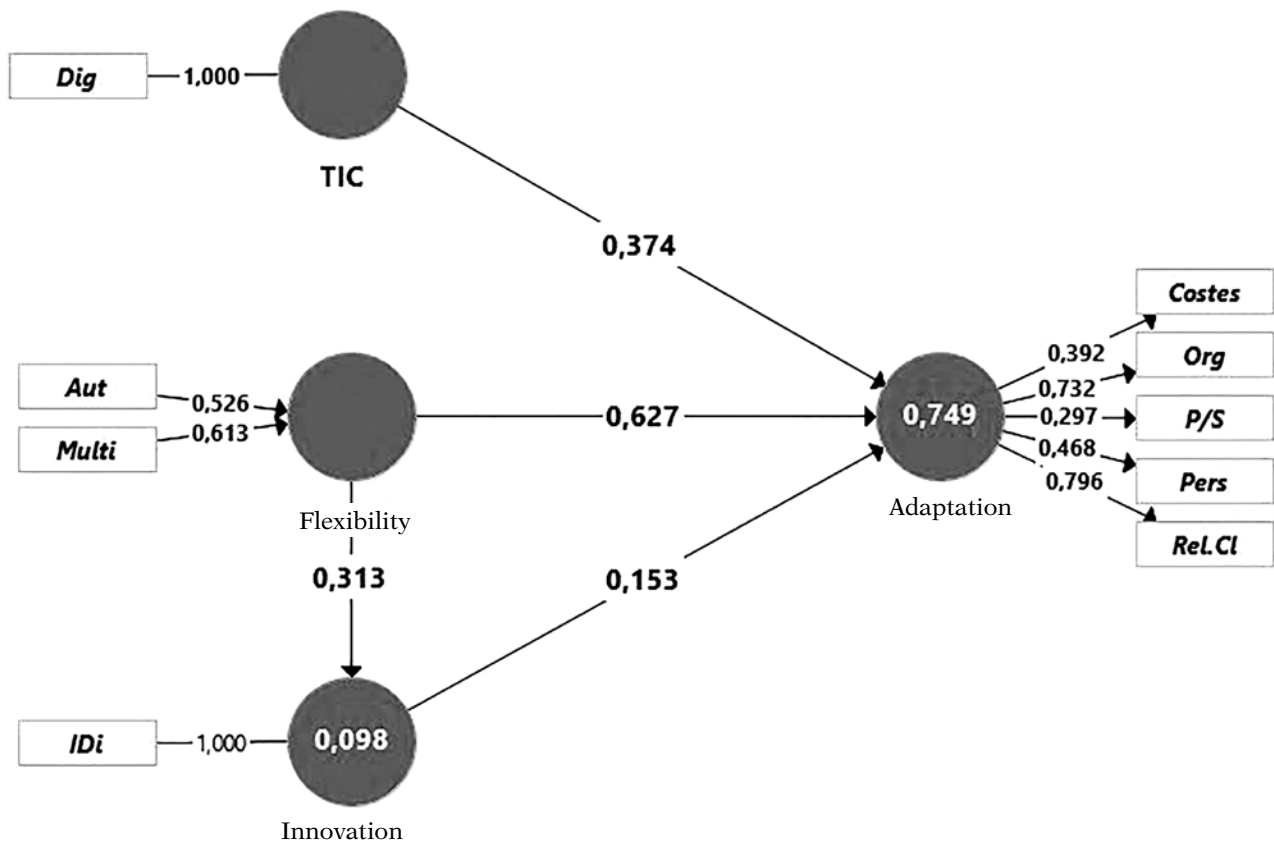 Dig
1,000
TIC
0,374
Costes
0,392
Org
0,732
Aut
0,526
Multi
0,613
0,627
0,749
0,297
P/S
0,468
Pers
0,796
Rel.Cl
Flexibility
Adaptation
0,313
0,153
IDi
1,000
0,098
Innovation